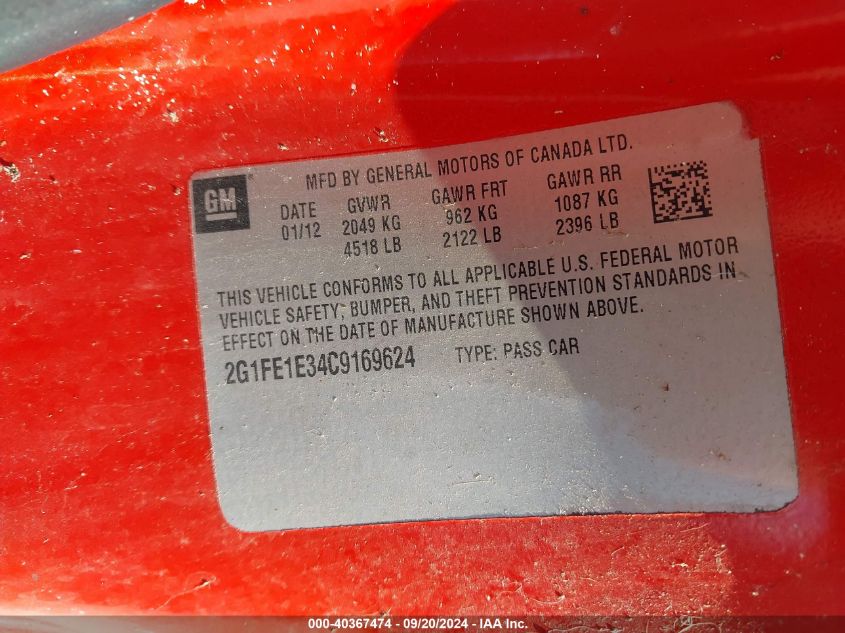 MFD BY GENERAL MOTORS OF CANADA LTD.
GM
DATE GVWR GAWR FRT GAWR RR
01/12 2049 KG 962 KG 1087 KG
4518 LB 2122 LB 2396 LB
THIS VEHICLE CONFORMS TO ALL APPLICABLE U.S. FEDERAL MOTOR
VEHICLE SAFETY, BUMPER, AND THEFT PREVENTION STANDARDS IN
EFFECT ON THE DATE OF MANUFACTURE SHOWN ABOVE.
2G1FE1E34C9169624 TYPE: PASS CAR
000-40367474 - 09/20/2024 - IAA Inc.